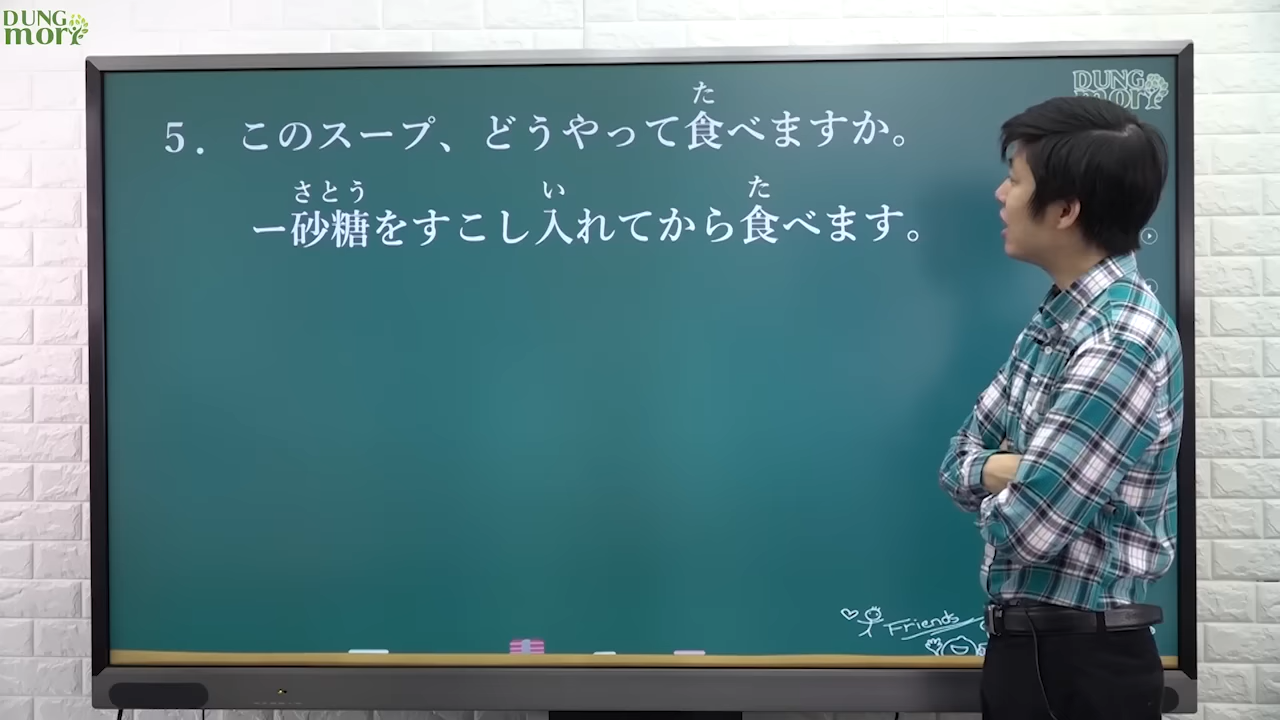 DUNG
mori
DUNG
mori
た
5．このスープ、どうやって食べますか。
さとう い た
ー砂糖をすこし入れてから食べます。
Friends